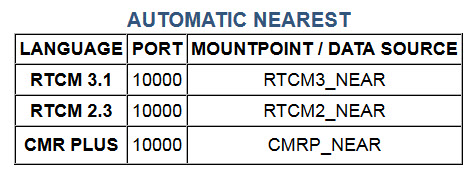 AUTOMATIC NEAREST
LANGUAGE PORT MOUNTPOINT / DATA SOURCE
RTCM 3.1 10000 RTCM3_NEAR
RTCM 2.3 10000 RTCM2_NEAR
CMR PLUS 10000 CMRP_NEAR